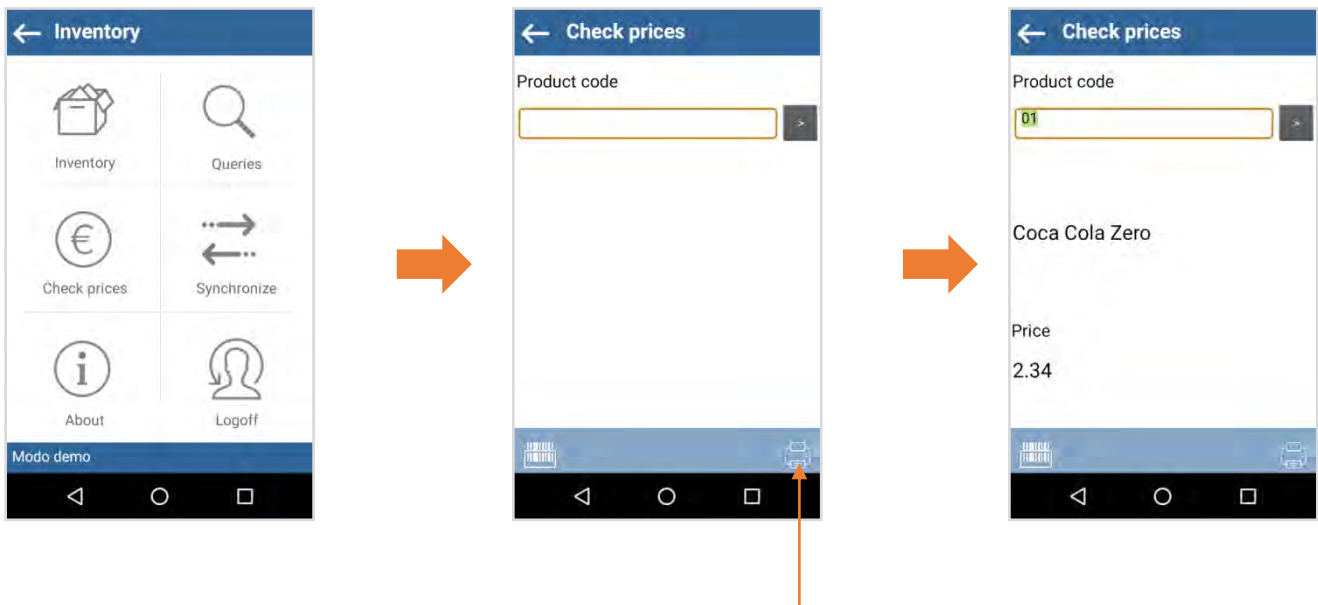 Inventory
Inventory
Queries
€
Check prices
Synchronize
i
About
Logoff
Modo demo
Check prices
Product code
>
Check prices
Product code
01
>
Coca Cola Zero
Price
2.34